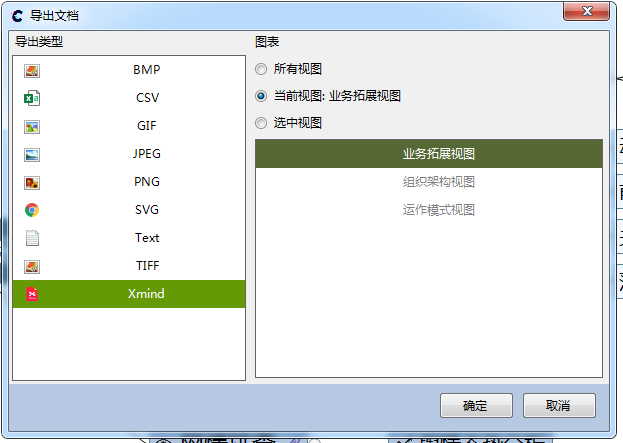 导出文档
导出类型
BMP
CSV
GIF
JPEG
PNG
SVG
Text
TIFF
Xmind
图表
所有视图
当前视图: 业务拓展视图
选中视图
业务拓展视图
组织架构视图
运作模式视图
确定
取消